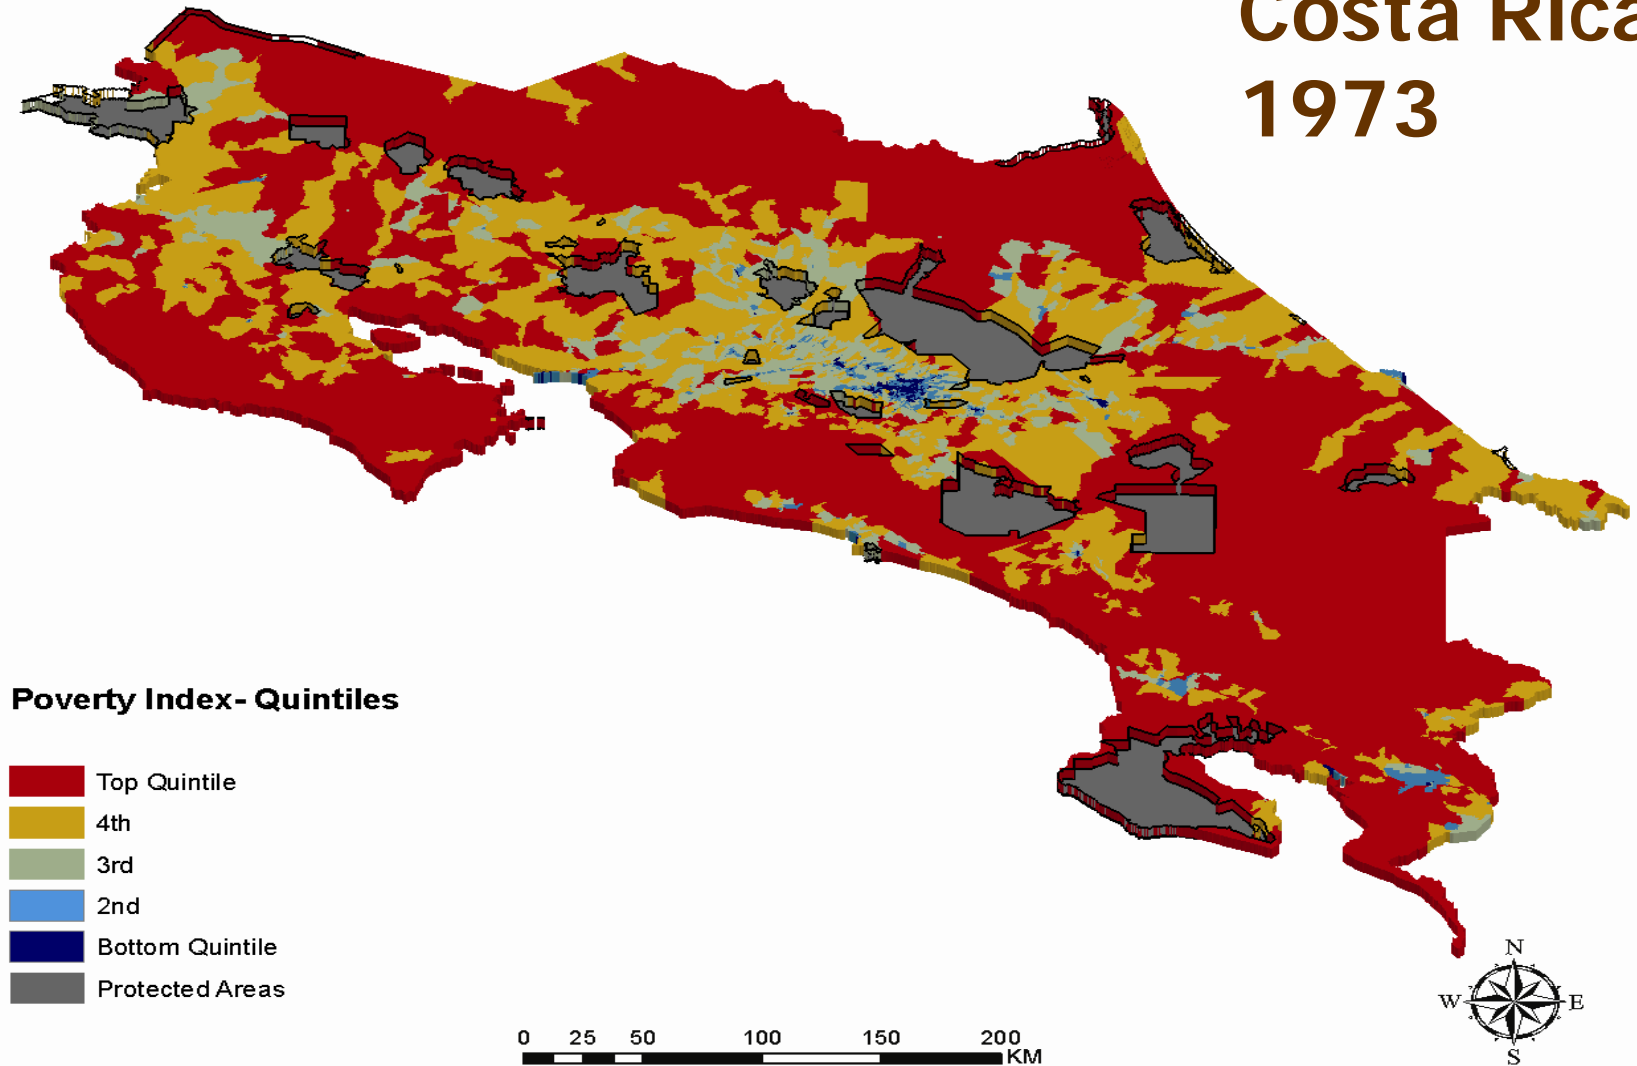 Costa Rica
1973
Poverty Index- Quintiles
Top Quintile
4th
3rd
2nd
Bottom Quintile
Protected Areas
0 25 50 100 150 200
KM
N
W E
S